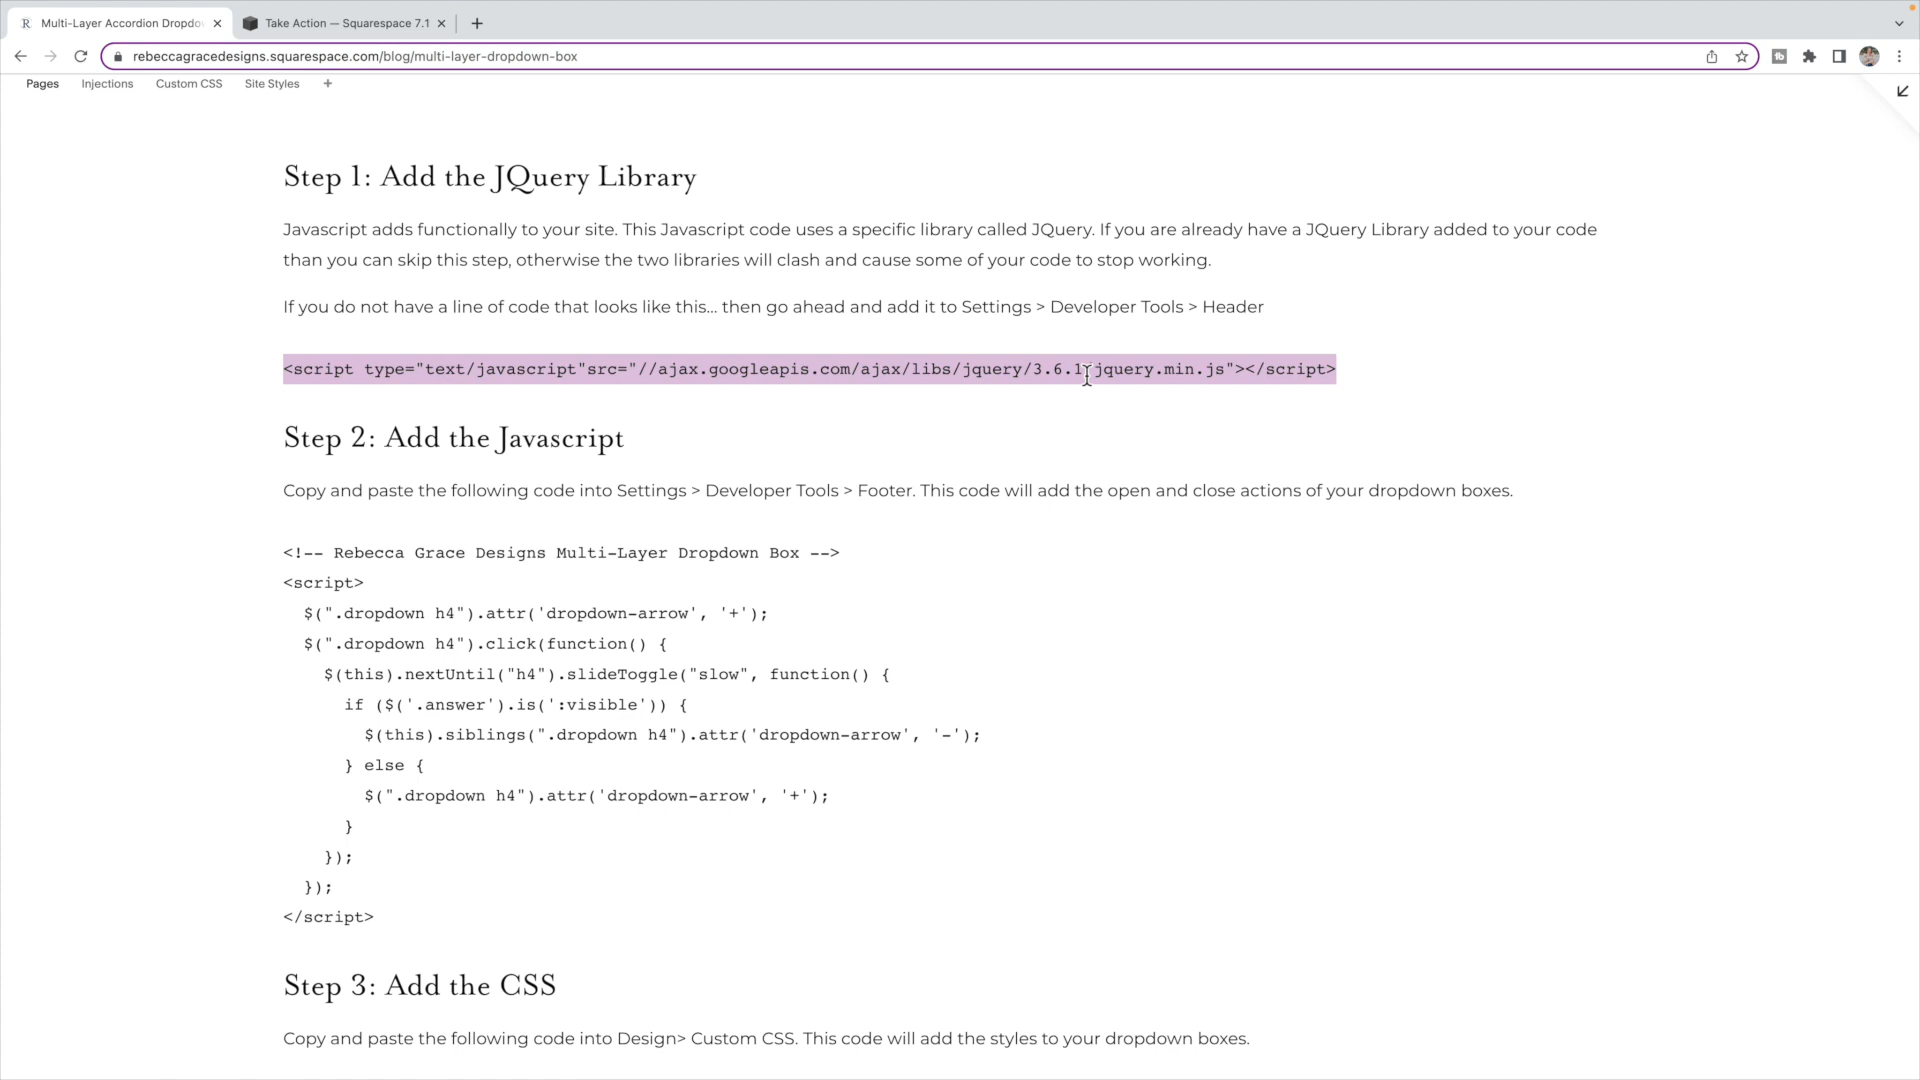 Multi-Layer Accordion Dropdo
Take Action — Squarespace 7.1
rebeccagracedesigns.squarespace.com/blog/multi-layer-dropdown-box
Pages Injections Custom CSS Site Styles +
Step 1: Add the JQuery Library
Javascript adds functionally to your site. This Javascript code uses a specific library called JQuery. If you are already have a JQuery Library added to your code
than you can skip this step, otherwise the two libraries will clash and cause some of your code to stop working.
If you do not have a line of code that looks like this... then go ahead and add it to Settings > Developer Tools > Header
<script type="text/javascript"src="//ajax.googleapis.com/ajax/libs/jquery/3.6.1/jquery.min.js"></script>
Step 2: Add the Javascript
Copy and paste the following code into Settings > Developer Tools > Footer. This code will add the open and close actions of your dropdown boxes.
<!-- Rebecca Grace Designs Multi-Layer Dropdown Box -->
<script>
$(".dropdown h4").attr('dropdown-arrow', '+');
$(".dropdown h4").click(function() {
$(this).nextUntil("h4").slideToggle("slow", function() {
if ($('.answer').is(':visible')) {
$(this).siblings(".dropdown h4").attr('dropdown-arrow', '-');
} else {
$(".dropdown h4").attr('dropdown-arrow', '+');
}
});
});
</script>
Step 3: Add the CSS
Copy and paste the following code into Design> Custom CSS. This code will add the styles to your dropdown boxes.